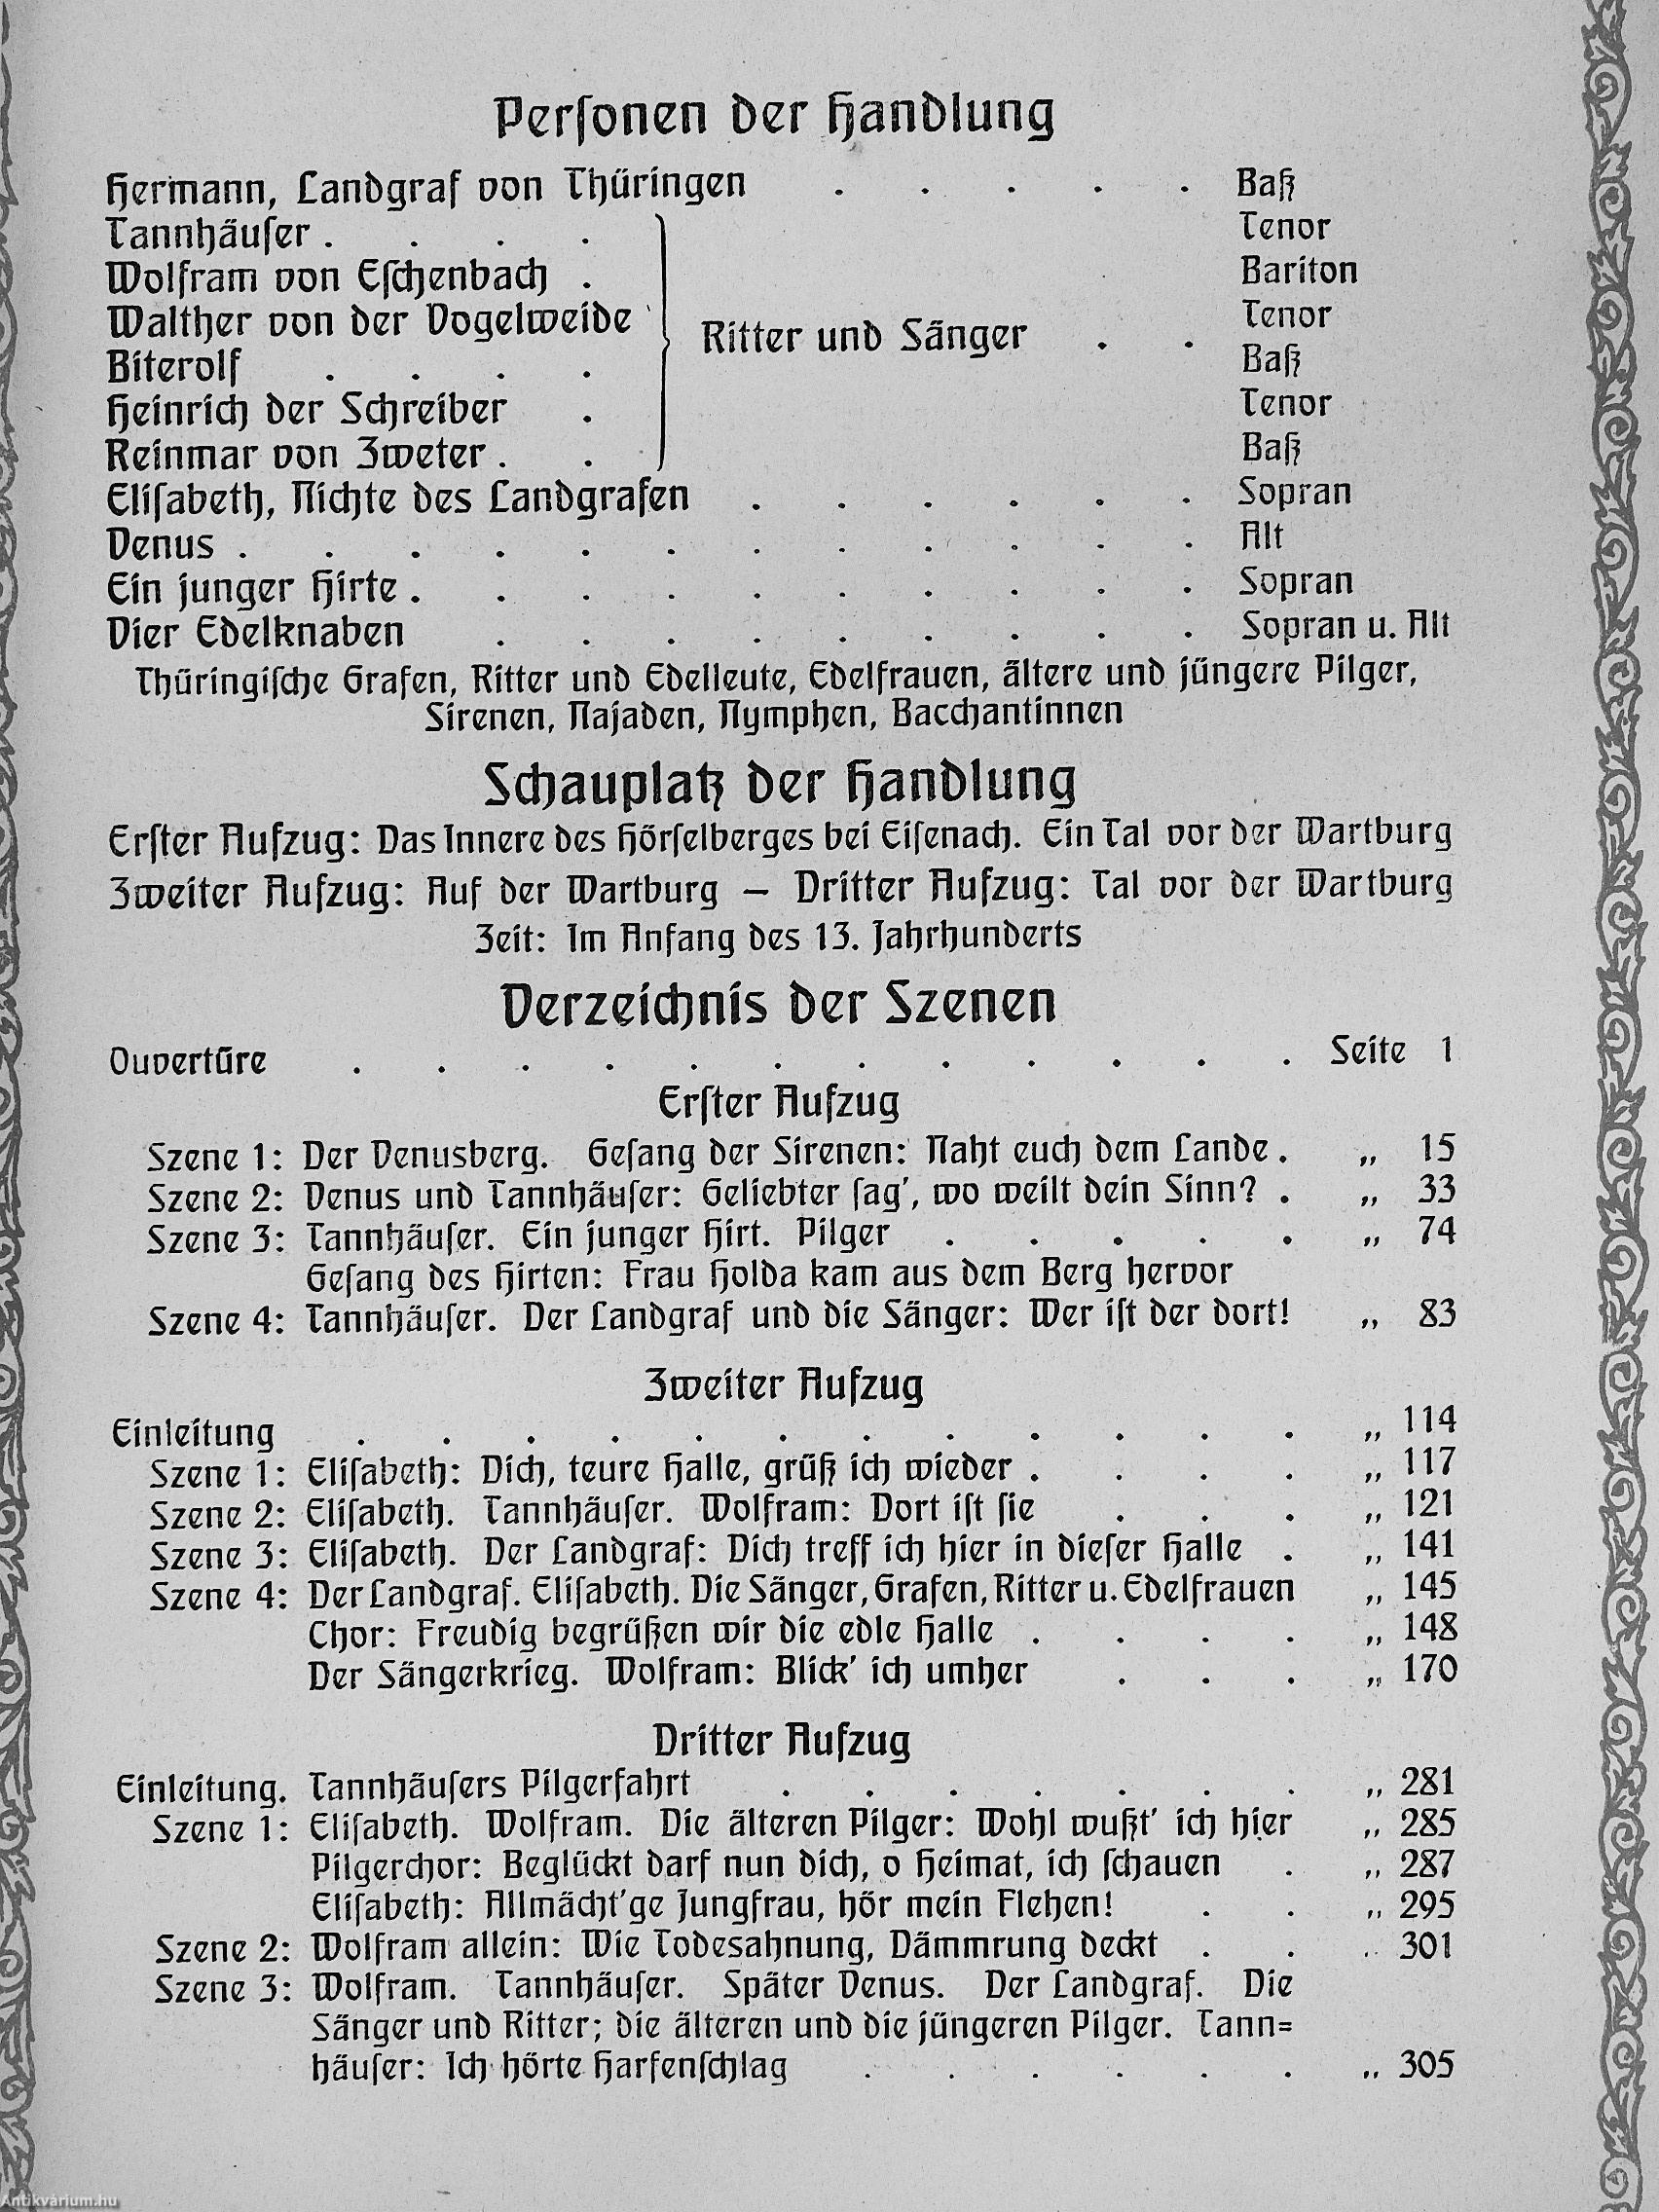 Perſonen der Handlung
Hermann, Landgraf von Thüringen . . . . . Baß
Tannhäuſer . . . . Tenor
Wolfram von Eſchenbach . Bariton
Walther von der Vogelweide Tenor
Ritter und Sänger . .
Biterolf . . . . Baß
Heinrich der Schreiber . Tenor
Reinmar von Zweter . . Baß
Eliſabeth, Nichte des Landgrafen . . . . . . Sopran
Venus . . . . . . . . . . . . Alt
Ein junger Hirte . . . . . . . . . . Sopran
Vier Edelknaben . . . . . . . . . Sopran u. Alt
Thüringiſche Grafen, Ritter und Edelleute, Edelfrauen, ältere und jüngere Pilger,
Sirenen, Najaden, Nymphen, Bacchantinnen
Schauplatz der Handlung
Erſter Aufzug: Das Innere des Hörſelberges bei Eiſenach. Ein Tal vor der Wartburg
Zweiter Aufzug: Auf der Wartburg — Dritter Aufzug: Tal vor der Wartburg
Zeit: Im Anfang des 13. Jahrhunderts
Verzeichnis der Szenen
Ouvertüre . . . . . . . . . . . . Seite 1
Erſter Aufzug
Szene 1: Der Venusberg. Geſang der Sirenen: Naht euch dem Lande . „ 15
Szene 2: Venus und Tannhäuſer: Geliebter ſag', wo weilt dein Sinn? . „ 33
Szene 3: Tannhäuſer. Ein junger Hirt. Pilger . . . . . „ 74
Geſang des Hirten: Frau Holda kam aus dem Berg hervor
Szene 4: Tannhäuſer. Der Landgraf und die Sänger: Wer iſt der dort! „ 83
Zweiter Aufzug
Einleitung . . . . . . . . . . . . „ 114
Szene 1: Eliſabeth: Dich, teure Halle, grüß ich wieder . . . . „ 117
Szene 2: Eliſabeth. Tannhäuſer. Wolfram: Dort iſt ſie . . . „ 121
Szene 3: Eliſabeth. Der Landgraf: Dich treff ich hier in dieſer Halle . „ 141
Szene 4: Der Landgraf. Eliſabeth. Die Sänger, Grafen, Ritter u. Edelfrauen „ 145
Chor: Freudig begrüßen wir die edle Halle . . . . „ 148
Der Sängerkrieg. Wolfram: Blick' ich umher . . . „ 170
Dritter Aufzug
Einleitung. Tannhäuſers Pilgerfahrt . . . . . . . „ 281
Szene 1: Eliſabeth. Wolfram. Die älteren Pilger: Wohl wußt' ich hier „ 285
Pilgerchor: Beglückt darf nun dich, o Heimat, ich ſchauen . „ 287
Eliſabeth: Allmächt'ge Jungfrau, hör mein Flehen! . . „ 295
Szene 2: Wolfram allein: Wie Todesahnung, Dämmrung deckt . . „ 301
Szene 3: Wolfram. Tannhäuſer. Später Venus. Der Landgraf. Die
Sänger und Ritter; die älteren und die jüngeren Pilger. Tann=
häuſer: Ich hörte Harfenſchlag . . . . . . „ 305
Antikvárium.hu